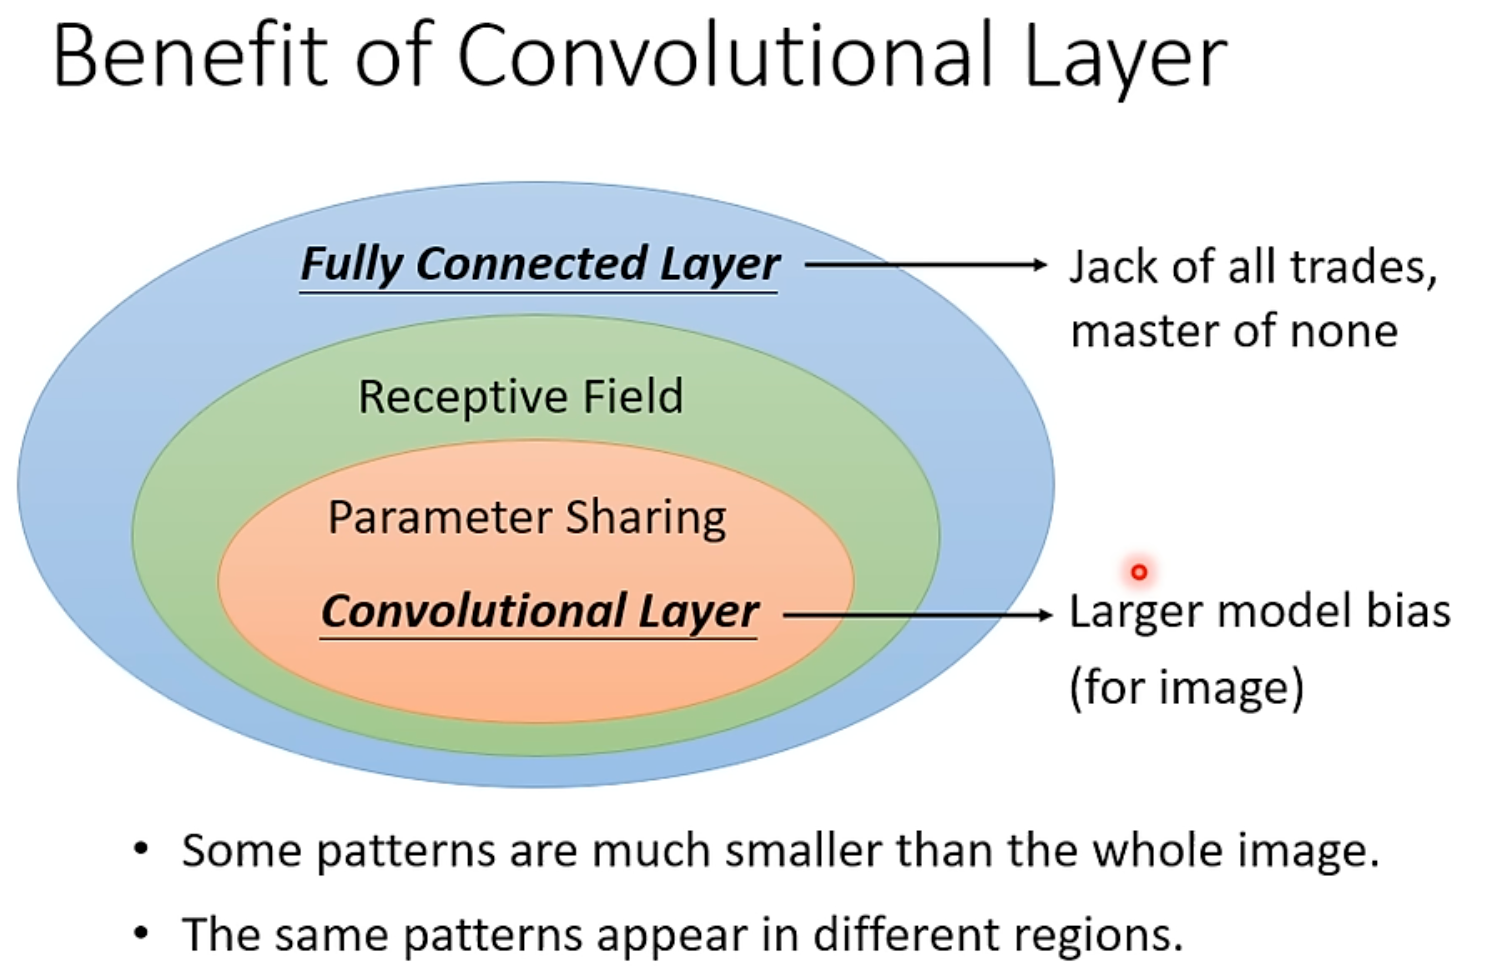 Benefit of Convolutional Layer
Fully Connected Layer
Jack of all trades,
master of none
Receptive Field
Parameter Sharing
Convolutional Layer
Larger model bias
(for image)
• Some patterns are much smaller than the whole image.
• The same patterns appear in different regions.